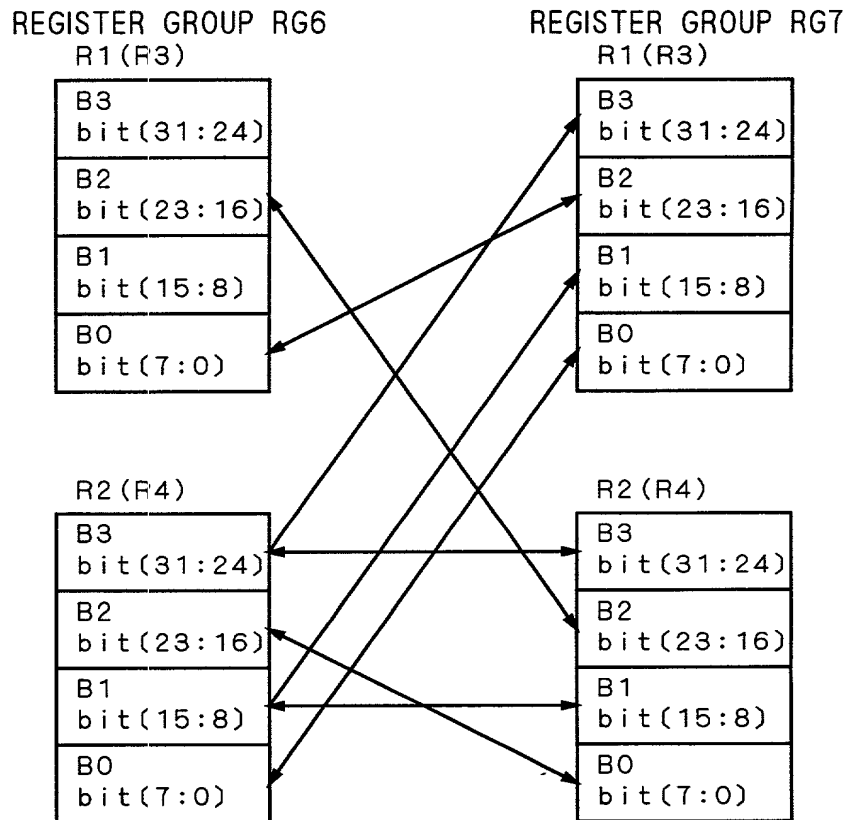 REGISTER GROUP RG6
R1(R3)
B3
bit(31:24)
B2
bit(23:16)
B1
bit(15:8)
B0
bit(7:0)
R2(R4)
B3
bit(31:24)
B2
bit(23:16)
B1
bit(15:8)
B0
bit(7:0)
REGISTER GROUP RG7
R1(R3)
B3
bit(31:24)
B2
bit(23:16)
B1
bit(15:8)
B0
bit(7:0)
R2(R4)
B3
bit(31:24)
B2
bit(23:16)
B1
bit(15:8)
B0
bit(7:0)